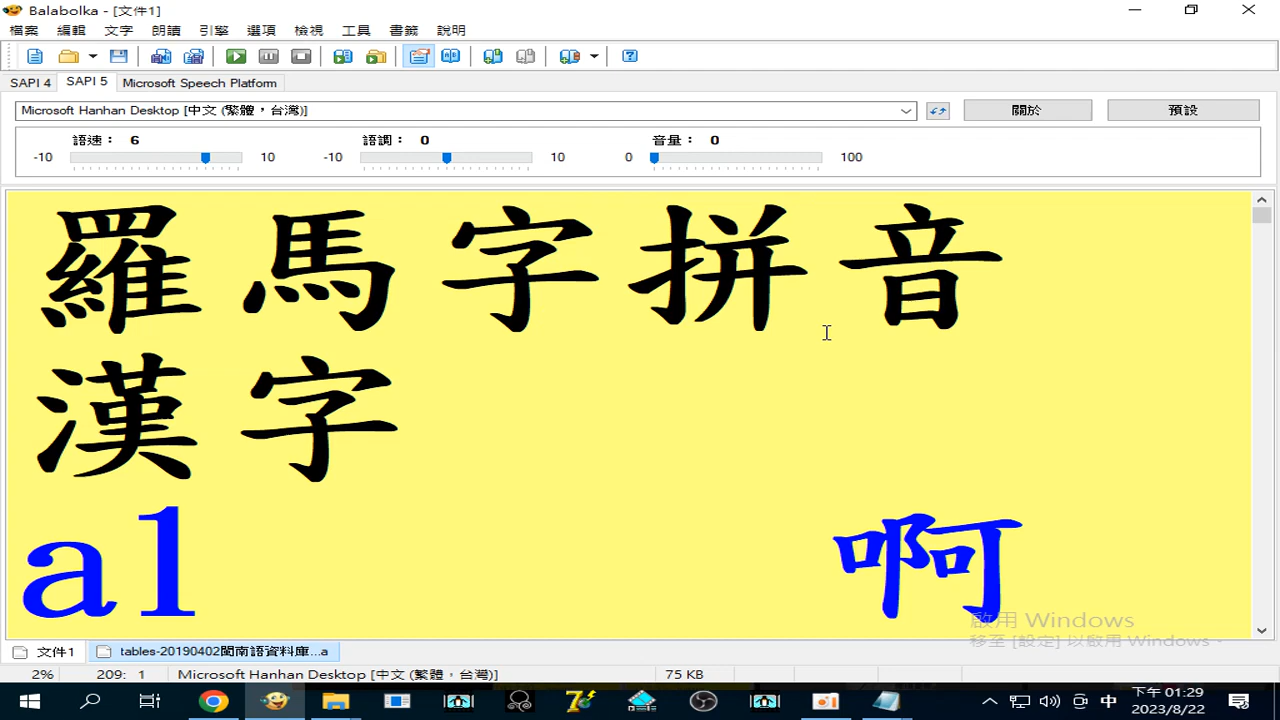 Balabolka - [文件1]
檔案 編輯 文字 朗讀 引擎 選項 檢視 工具 書籤 說明
SAPI 4 SAPI 5 Microsoft Speech Platform
Microsoft Hanhan Desktop [中文 (繁體，台灣)] 關於 預設
語速： 6 語調： 0 音量： 0
-10 10 -10 10 0 100
羅馬字拼音
漢字
a1 啊
啟用 Windows
移至 [設定] 以啟用 Windows。
文件1 tables-20190402閩南語資料庫...a
2% 209: 1 Microsoft Hanhan Desktop [中文 (繁體，台灣)] 75 KB
中 下午 01:29
2023/8/22